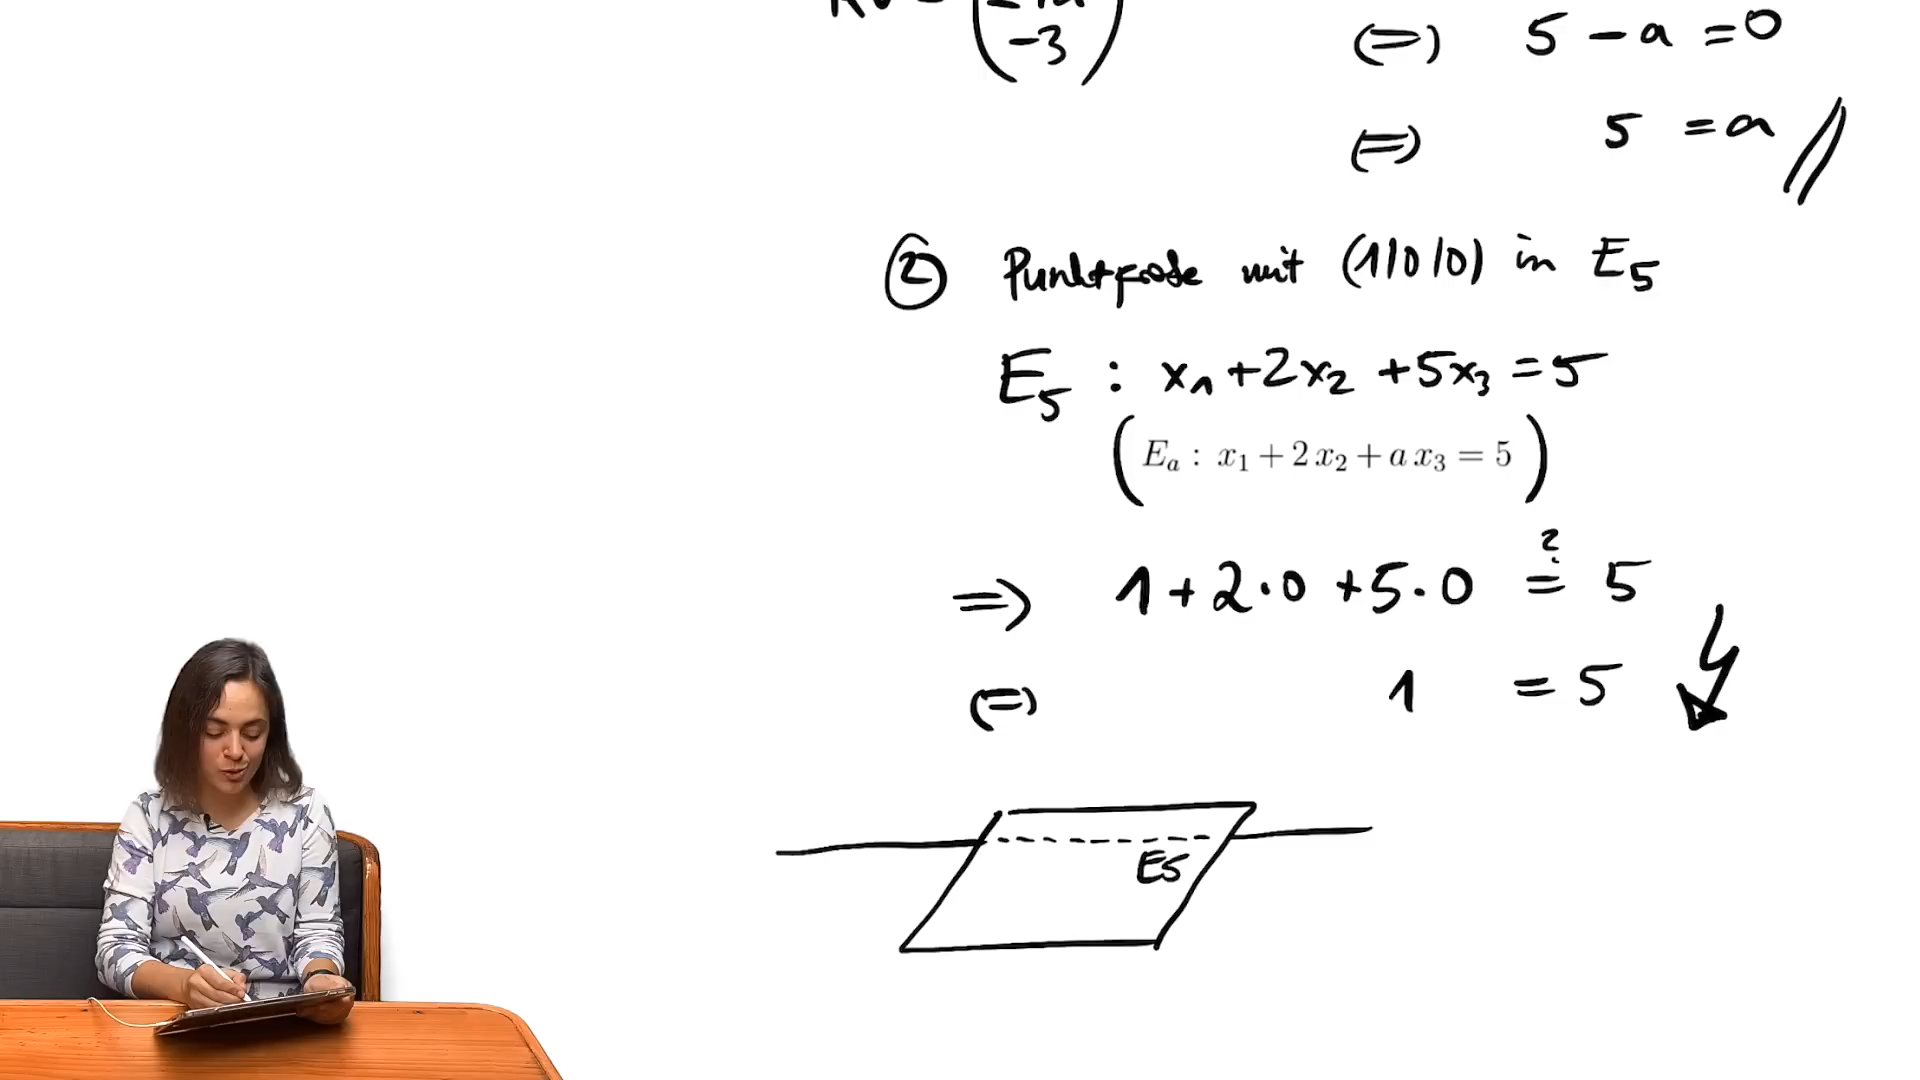 -3
(=) 5 - a = 0
(=) 5 = a //
② Punktprobe mit (1|0|0) in E₅
E₅ : x₁ + 2x₂ + 5x₃ = 5
( Eₐ : x₁ + 2 x₂ + a x₃ = 5 )
=> 1 + 2 · 0 + 5 · 0 ≟ 5
(=) 1 = 5 ↯
E5